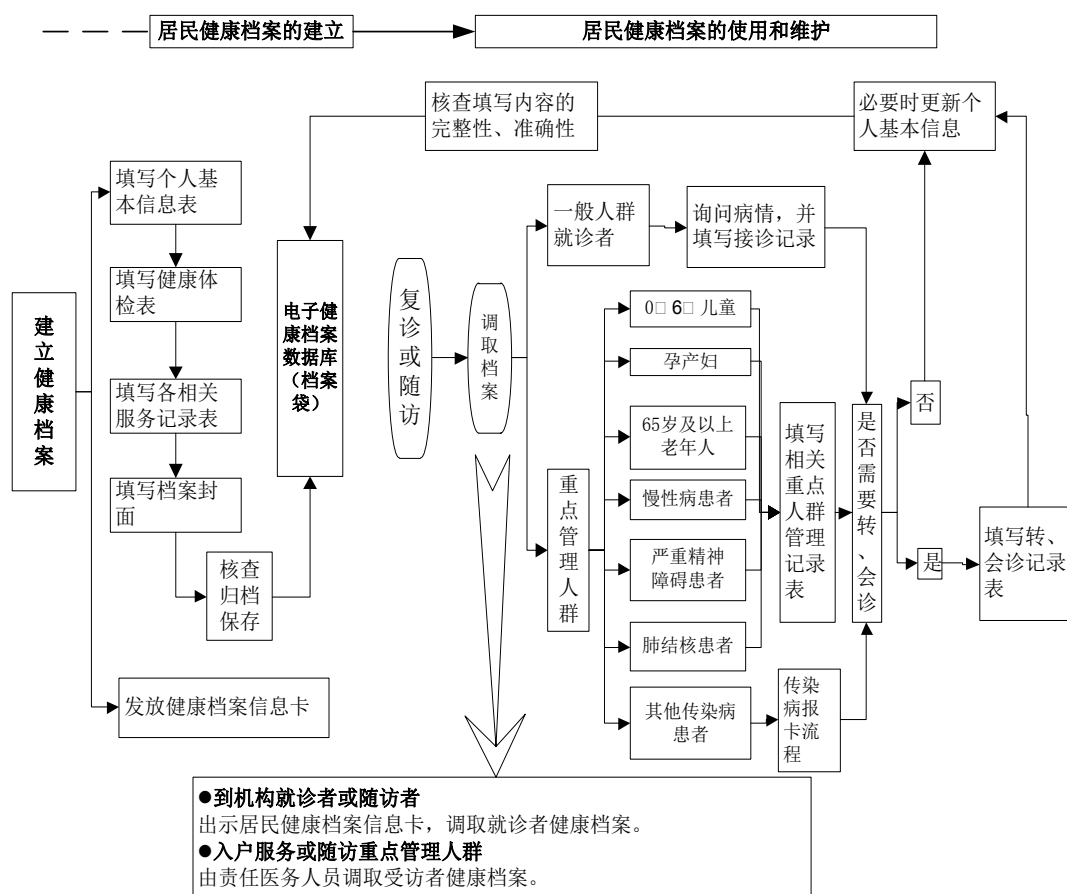 居民健康档案的建立
居民健康档案的使用和维护
核查填写内容的
完整性、准确性
必要时更新个
人基本信息
建立健康档案
填写个人基
本信息表
填写健康体
检表
填写各相关
服务记录表
填写档案封
面
核查
归档
保存
发放健康档案信息卡
电子健
康档案
数据库
（档案
袋）
复诊或随访
调取档案
一般人群
就诊者
询问病情，并
填写接诊记录
重点管理人群
0□6□儿童
孕产妇
65岁及以上
老年人
慢性病患者
严重精神
障碍患者
肺结核患者
其他传染病
患者
填写
相关
重点
人群
管理
记录
表
传染
病报
卡流
程
是否需要转、会诊
否
是
填写转、
会诊记录
表
●到机构就诊者或随访者
出示居民健康档案信息卡，调取就诊者健康档案。
●入户服务或随访重点管理人群
由责任医务人员调取受访者健康档案。